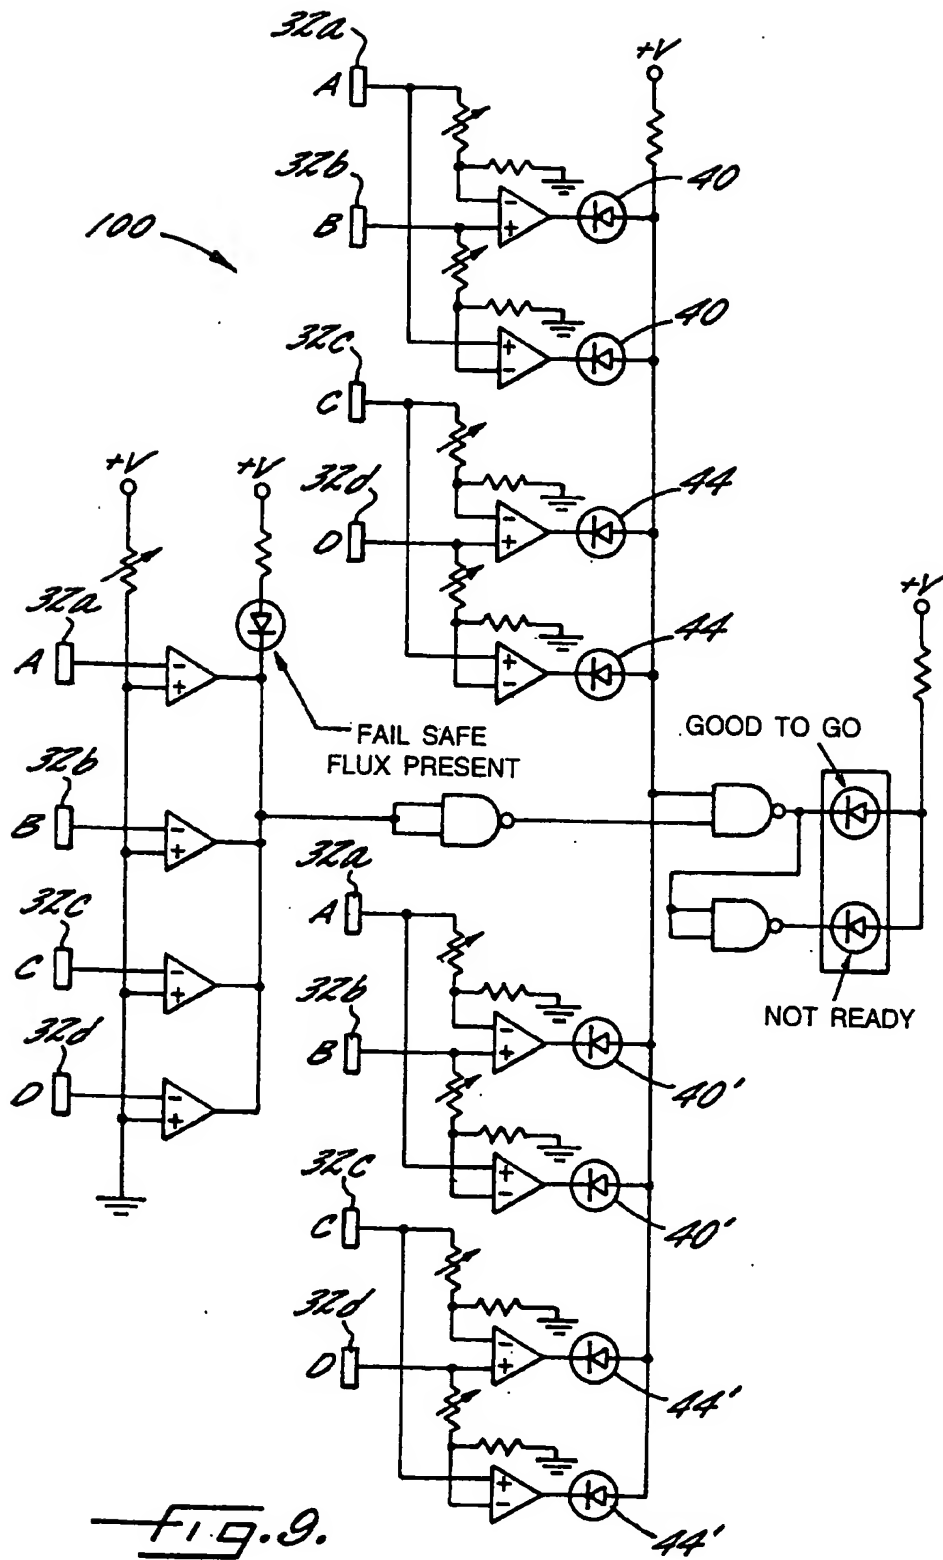 32a
A
+V
32b
B
40
100
40
32c
C
+V
+V
32d
D
44
+V
32a
A
44
FAIL SAFE
FLUX PRESENT
GOOD TO GO
32b
B
32a
A
32c
C
32b
B
NOT READY
32d
D
40'
32c
C
40'
32d
D
44'
44'
Fig. 9.